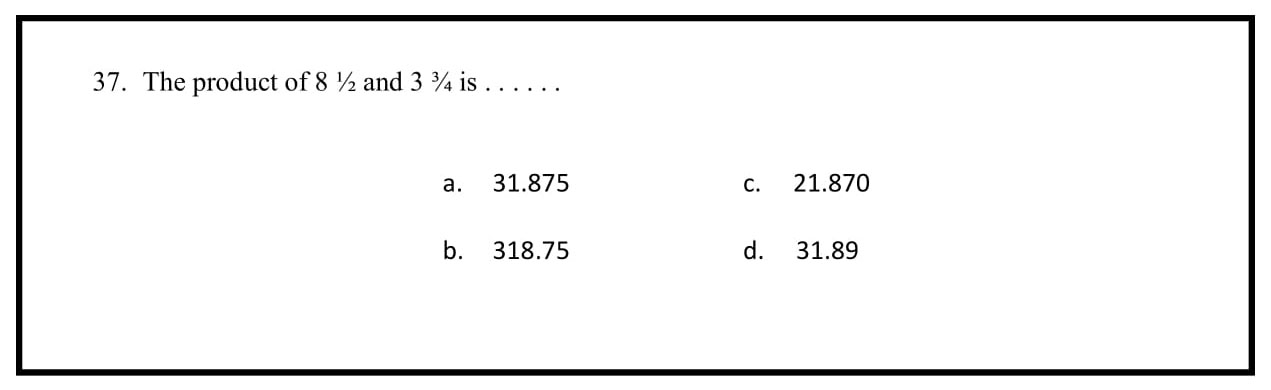 37. The product of 8 ½ and 3 ¾ is . . . . . .
a. 31.875 c. 21.870
b. 318.75 d. 31.89